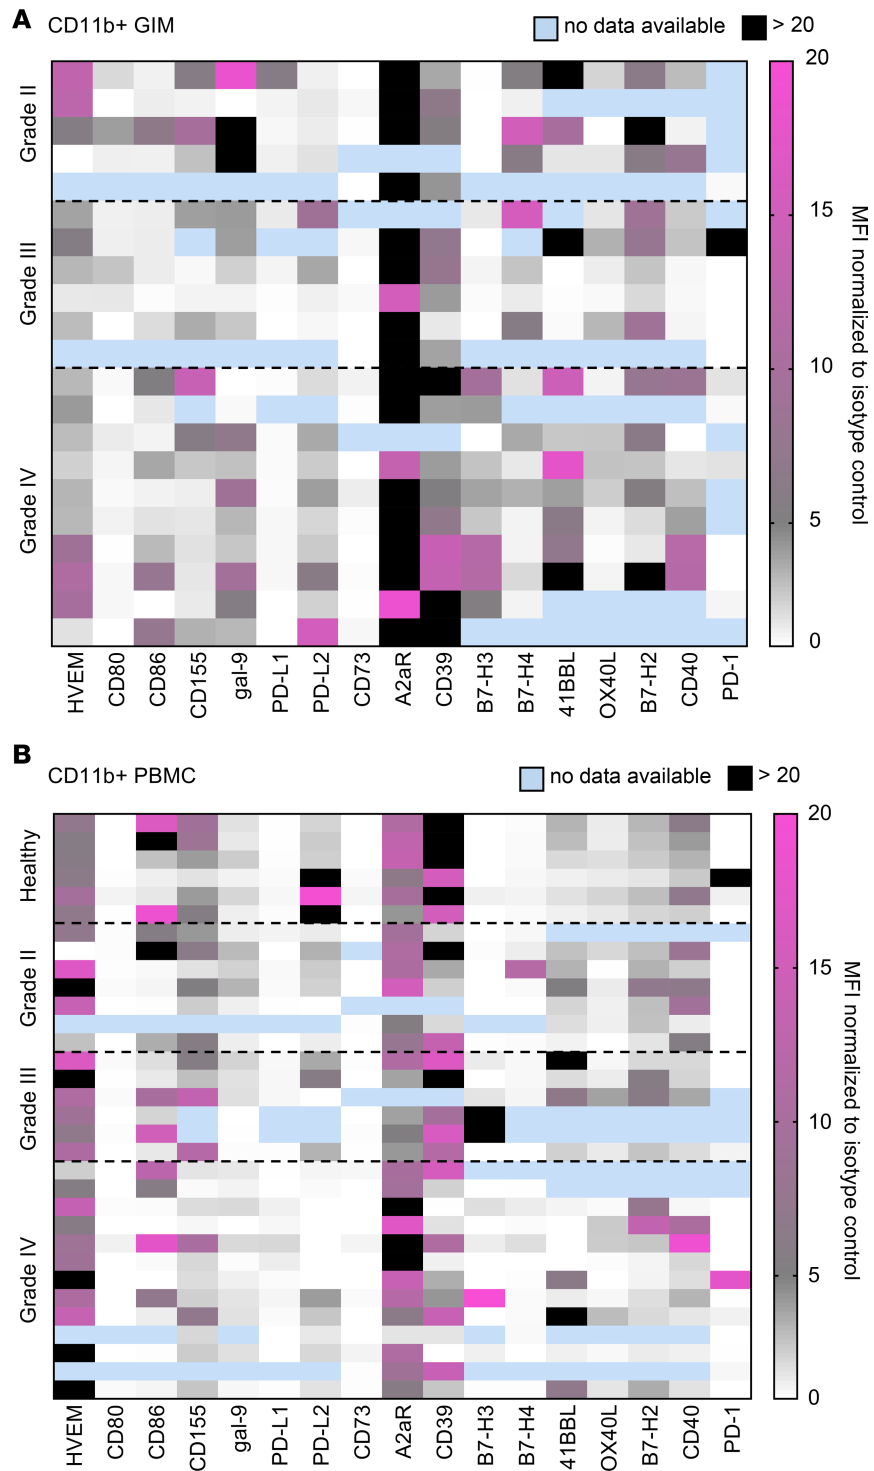 A
CD11b+ GIM
no data available
> 20
Grade II
Grade III
Grade IV
20
15
10
5
0
MFI normalized to isotype control
HVEM
CD80
CD86
CD155
gal-9
PD-L1
PD-L2
CD73
A2aR
CD39
B7-H3
B7-H4
41BBL
OX40L
B7-H2
CD40
PD-1
B
CD11b+ PBMC
no data available
> 20
Healthy
Grade II
Grade III
Grade IV
20
15
10
5
0
MFI normalized to isotype control
HVEM
CD80
CD86
CD155
gal-9
PD-L1
PD-L2
CD73
A2aR
CD39
B7-H3
B7-H4
41BBL
OX40L
B7-H2
CD40
PD-1